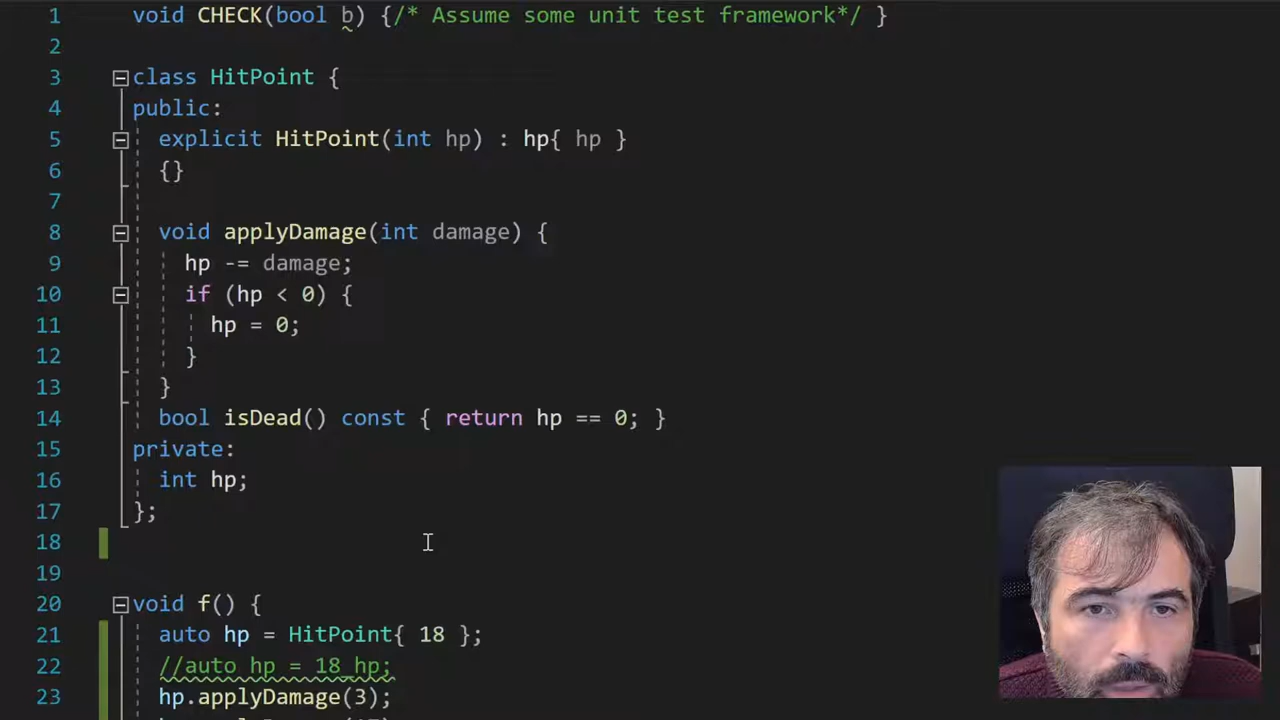 1 void CHECK(bool b) {/* Assume some unit test framework*/ }
2
3 class HitPoint {
4 public:
5 explicit HitPoint(int hp) : hp{ hp }
6 {}
7
8 void applyDamage(int damage) {
9 hp -= damage;
10 if (hp < 0) {
11 hp = 0;
12 }
13 }
14 bool isDead() const { return hp == 0; }
15 private:
16 int hp;
17 };
18
19
20 void f() {
21 auto hp = HitPoint{ 18 };
22 //auto hp = 18_hp;
23 hp.applyDamage(3);